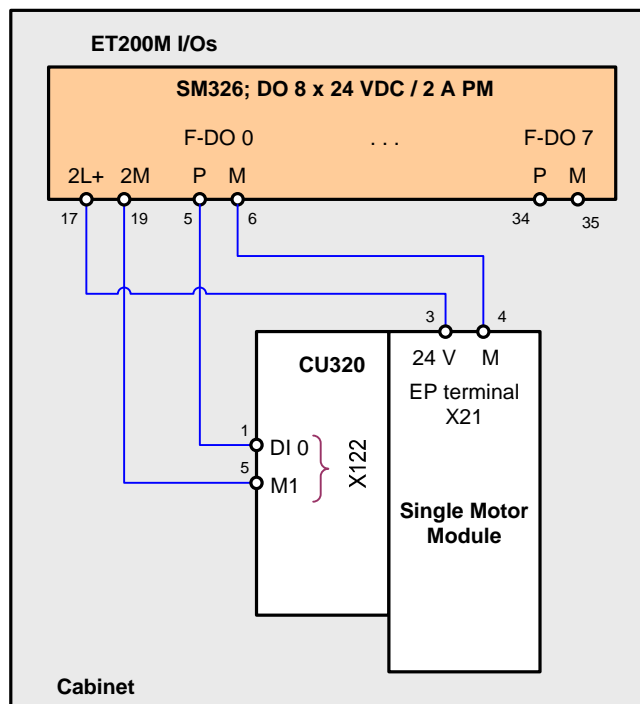 ET200M I/Os
SM326; DO 8 x 24 VDC / 2 A PM
F-DO 0 . . . F-DO 7
2L+ 2M P M P M
17 19 5 6 34 35
3 4
24 V M
CU320
EP terminal
X21
1
DI 0
5
M1
X122
Single Motor
Module
Cabinet